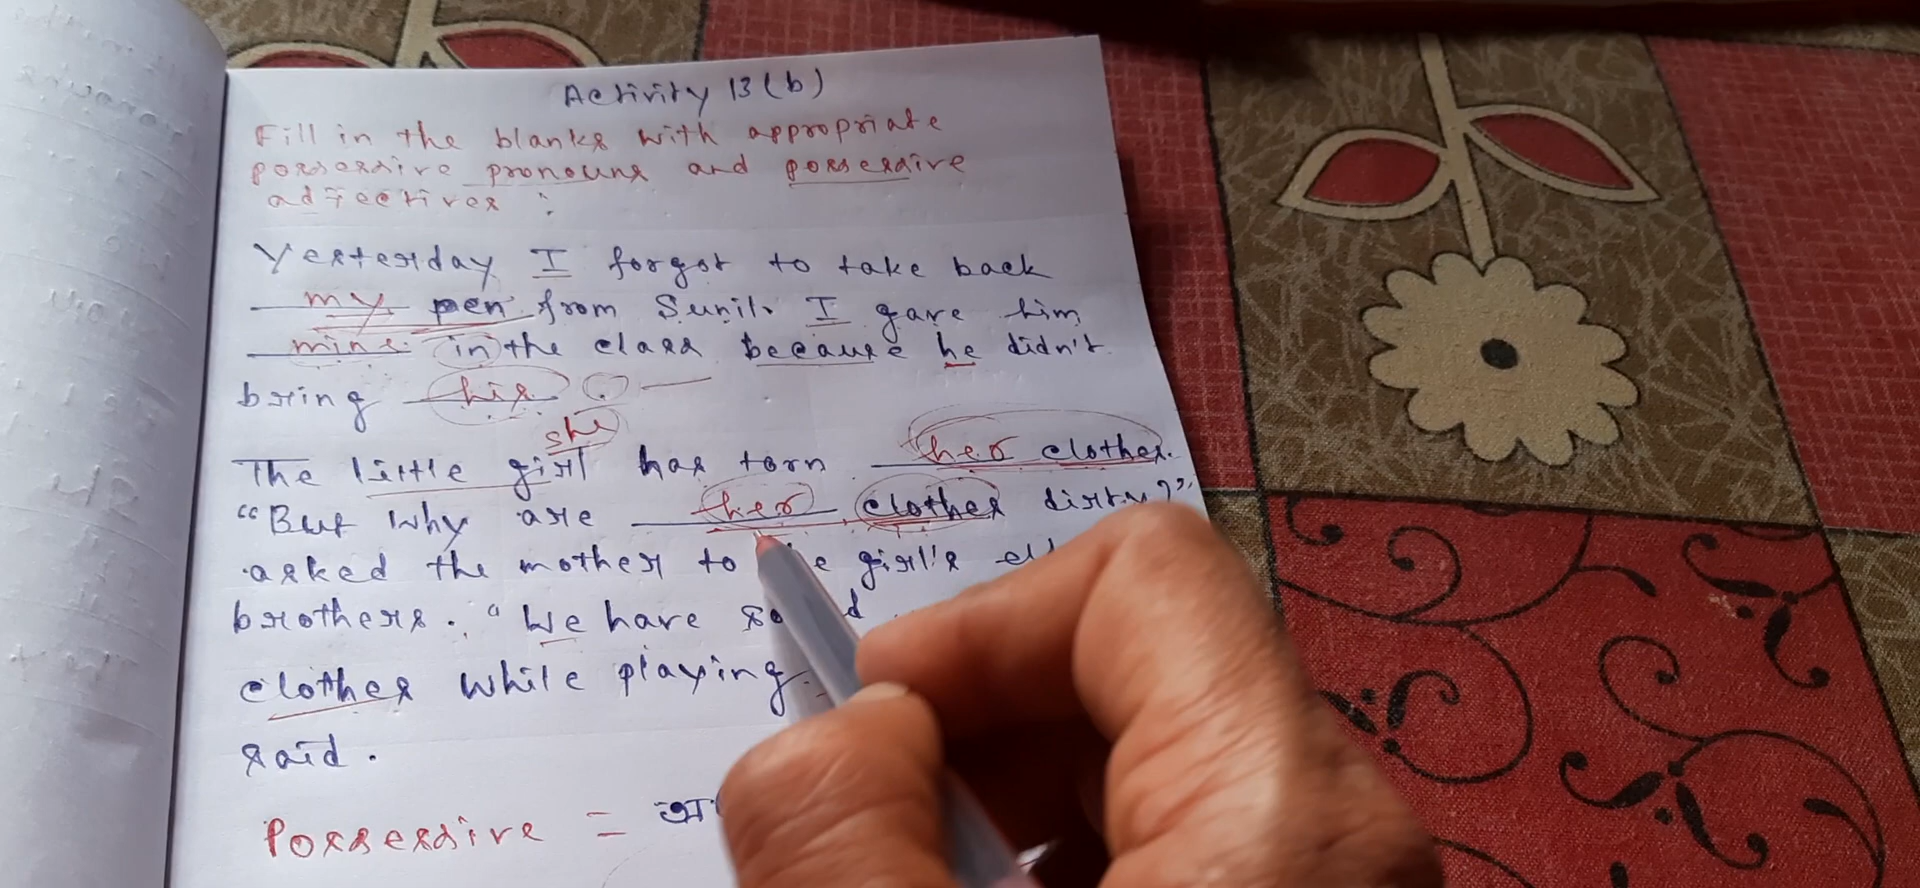 Activity 13(b)
Fill in the blanks with appropriate
possessive pronouns and possessive
adjectives :
Yesterday I forgot to take back
my pen from Sunil. I gave him
mine in the class because he didn't
bring his .
she
The little girl has torn her clothes.
"But why are her clothes dirty?"
asked the mother to girl's
brothers. "We have
clothes while playing
said.
Possessive =